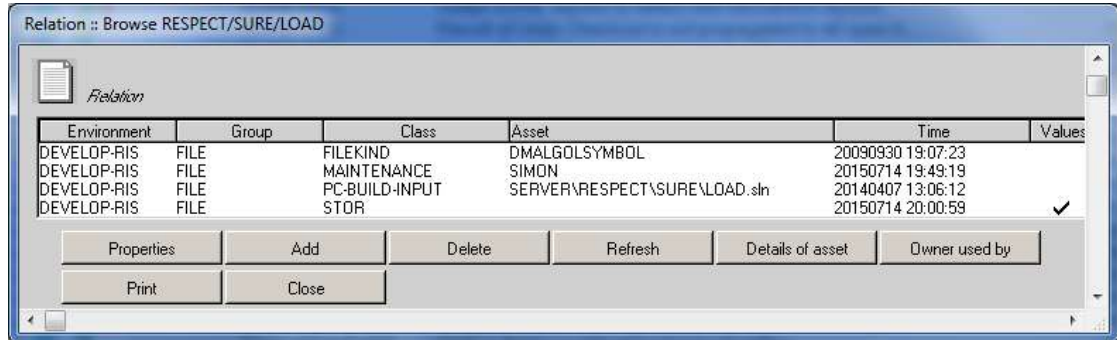 Relation :: Browse RESPECT/SURE/LOAD
Relation
Environment Group Class Asset Time Values
DEVELOP-RIS FILE FILEKIND DMALGOLSYMBOL 20090930 19:07:23
DEVELOP-RIS FILE MAINTENANCE SIMON 20150714 19:49:19
DEVELOP-RIS FILE PC-BUILD-INPUT SERVER\RESPECT\SURE\LOAD.sln 20140407 13:06:12
DEVELOP-RIS FILE STOR 20150714 20:00:59 ✓
Properties Add Delete Refresh Details of asset Owner used by
Print Close